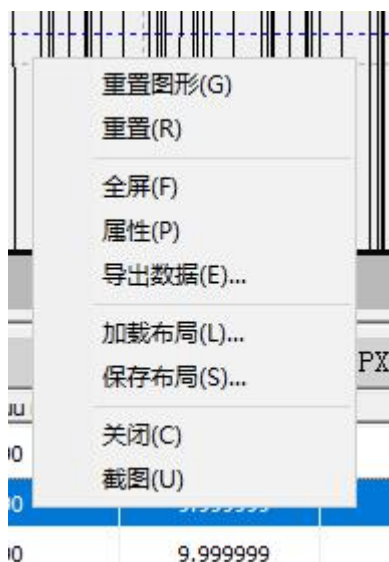 重置图形(G)
重置(R)
全屏(F)
属性(P)
导出数据(E)...
加载布局(L)...
PX
保存布局(S)...
关闭(C)
截图(U)
9.999999